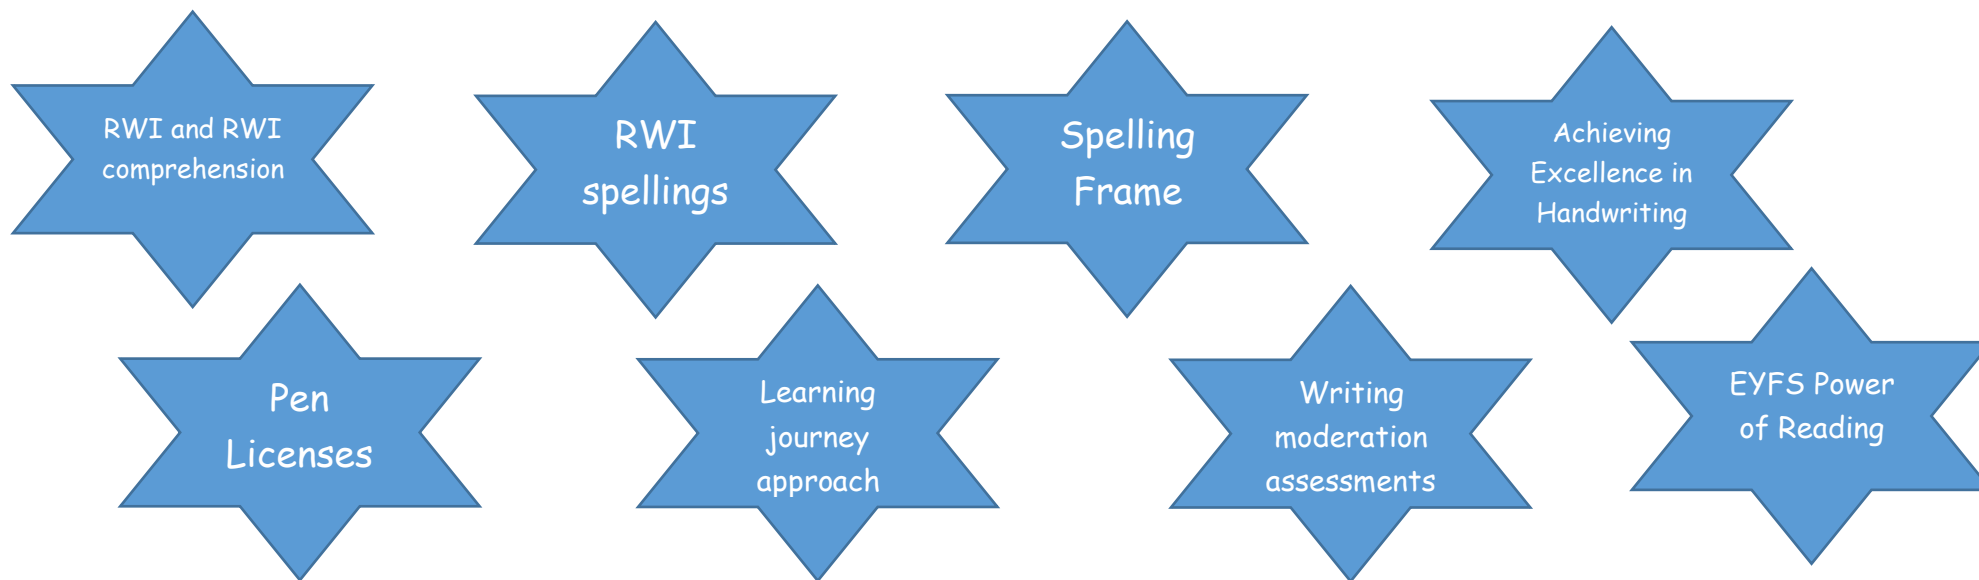 RWI and RWI
comprehension
RWI
spellings
Spelling
Frame
Achieving
Excellence in
Handwriting
Pen
Licenses
Learning
journey
approach
Writing
moderation
assessments
EYFS Power
of Reading